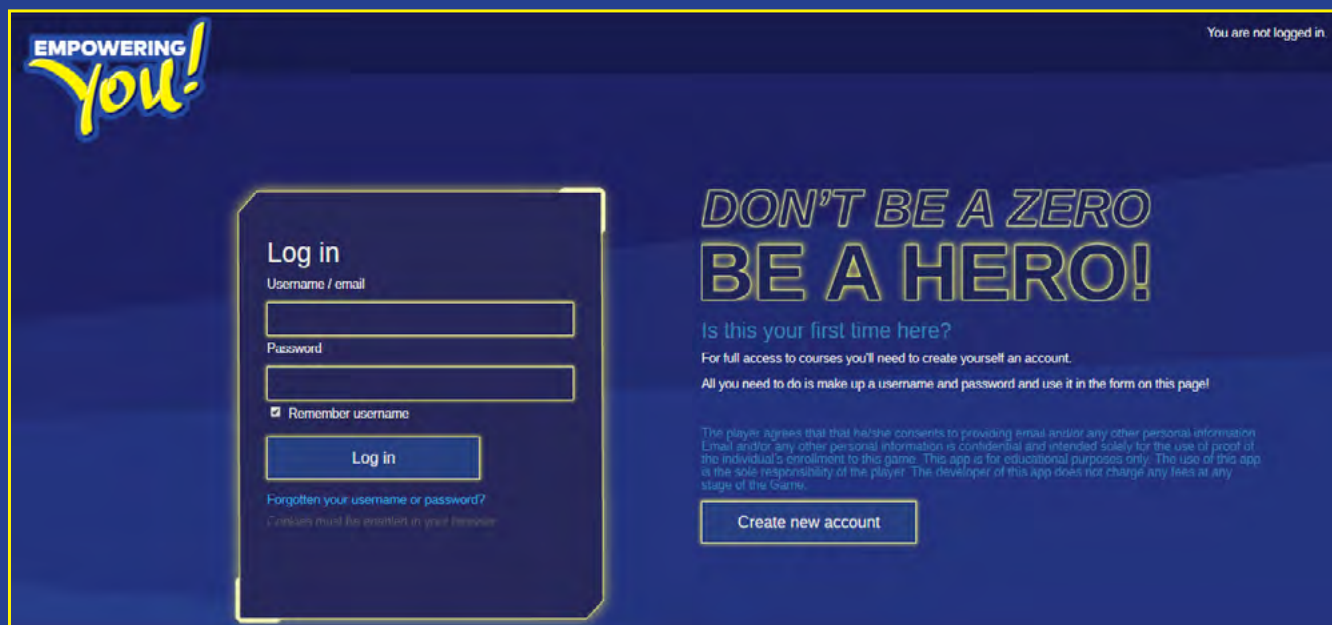 EMPOWERING
You!
You are not logged in.
Log in
Username / email
Password
Remember username
Log in
Forgotten your username or password?
Cookies must be enabled in your browser
DON'T BE A ZERO
BE A HERO!
Is this your first time here?
For full access to courses you'll need to create yourself an account.
All you need to do is make up a username and password and use it in the form on this page!
The player agrees that that he/she consents to providing email and/or any other personal information.
Email and/or any other personal information is confidential and intended solely for the use of proof of
the individual's enrollment to this game. This app is for educational purposes only. The use of this app
is the sole responsibility of the player. The developer of this app does not charge any fees at any
stage of the Game.
Create new account